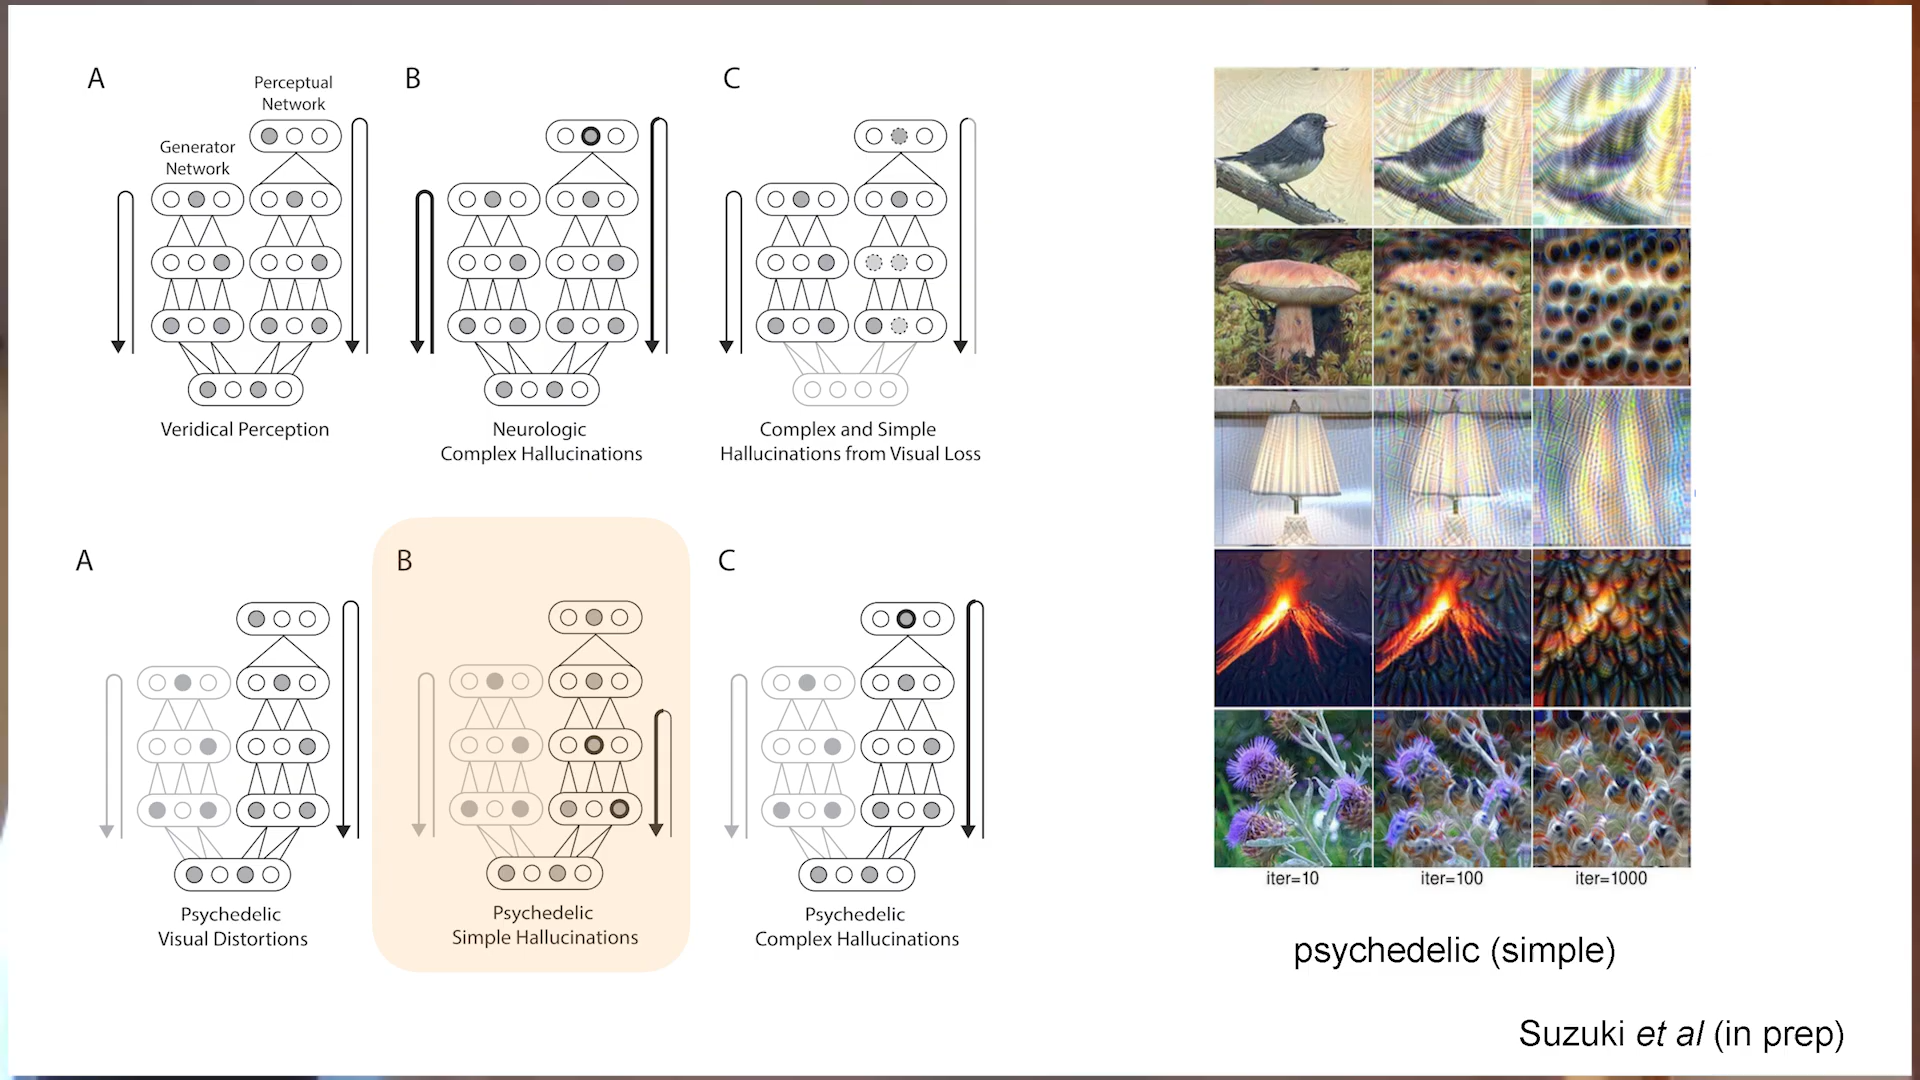 A
Perceptual
Network
Generator
Network
Veridical Perception
B
Neurologic
Complex Hallucinations
C
Complex and Simple
Hallucinations from Visual Loss
A
Psychedelic
Visual Distortions
B
Psychedelic
Simple Hallucinations
C
Psychedelic
Complex Hallucinations
iter=10
iter=100
iter=1000
psychedelic (simple)
Suzuki et al (in prep)